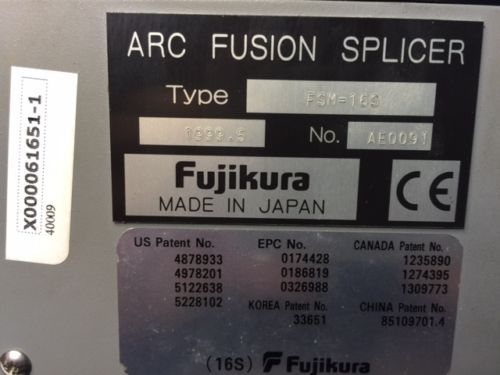 ARC FUSION SPLICER
Type FSM-16S
1999.5 No. AE0091
Fujikura
MADE IN JAPAN
CE
X000061651-1
40009
US Patent No. EPC No. CANADA Patent No.
4878933 0174428 1235890
4978201 0186819 1274395
5122638 0326988 1309773
5228102
KOREA Patent No. CHINA Patent No.
33651 85109701.4
(16S) Fujikura